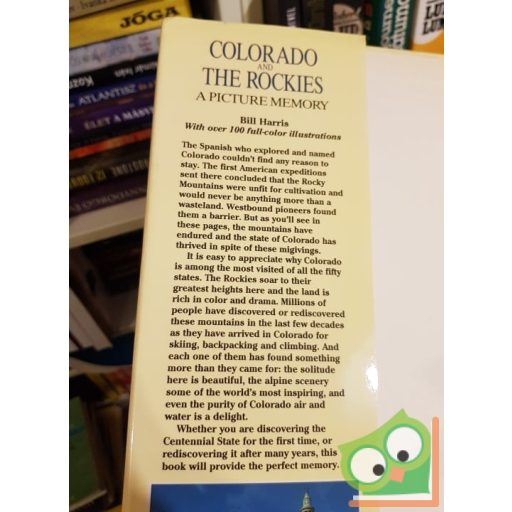 JÓGA
ATLANTISZ
COLORADO
AND
THE ROCKIES
A PICTURE MEMORY
Bill Harris
With over 100 full-color illustrations
The Spanish who explored and named
Colorado couldn't find any reason to
stay. The first American expeditions
sent there concluded that the Rocky
Mountains were unfit for cultivation and
would never be anything more than a
wasteland. Westbound pioneers found
them a barrier. But as you'll see in
these pages, the mountains have
endured and the state of Colorado has
thrived in spite of these migivings.
It is easy to appreciate why Colorado
is among the most visited of all the fifty
states. The Rockies soar to their
greatest heights here and the land is
rich in color and drama. Millions of
people have discovered or rediscovered
these mountains in the last few decades
as they have arrived in Colorado for
skiing, backpacking and climbing. And
each one of them has found something
more than they came for: the solitude
here is beautiful, the alpine scenery
some of the world's most inspiring, and
even the purity of Colorado air and
water is a delight.
Whether you are discovering the
Centennial State for the first time, or
rediscovering it after many years, this
book will provide the perfect memory.